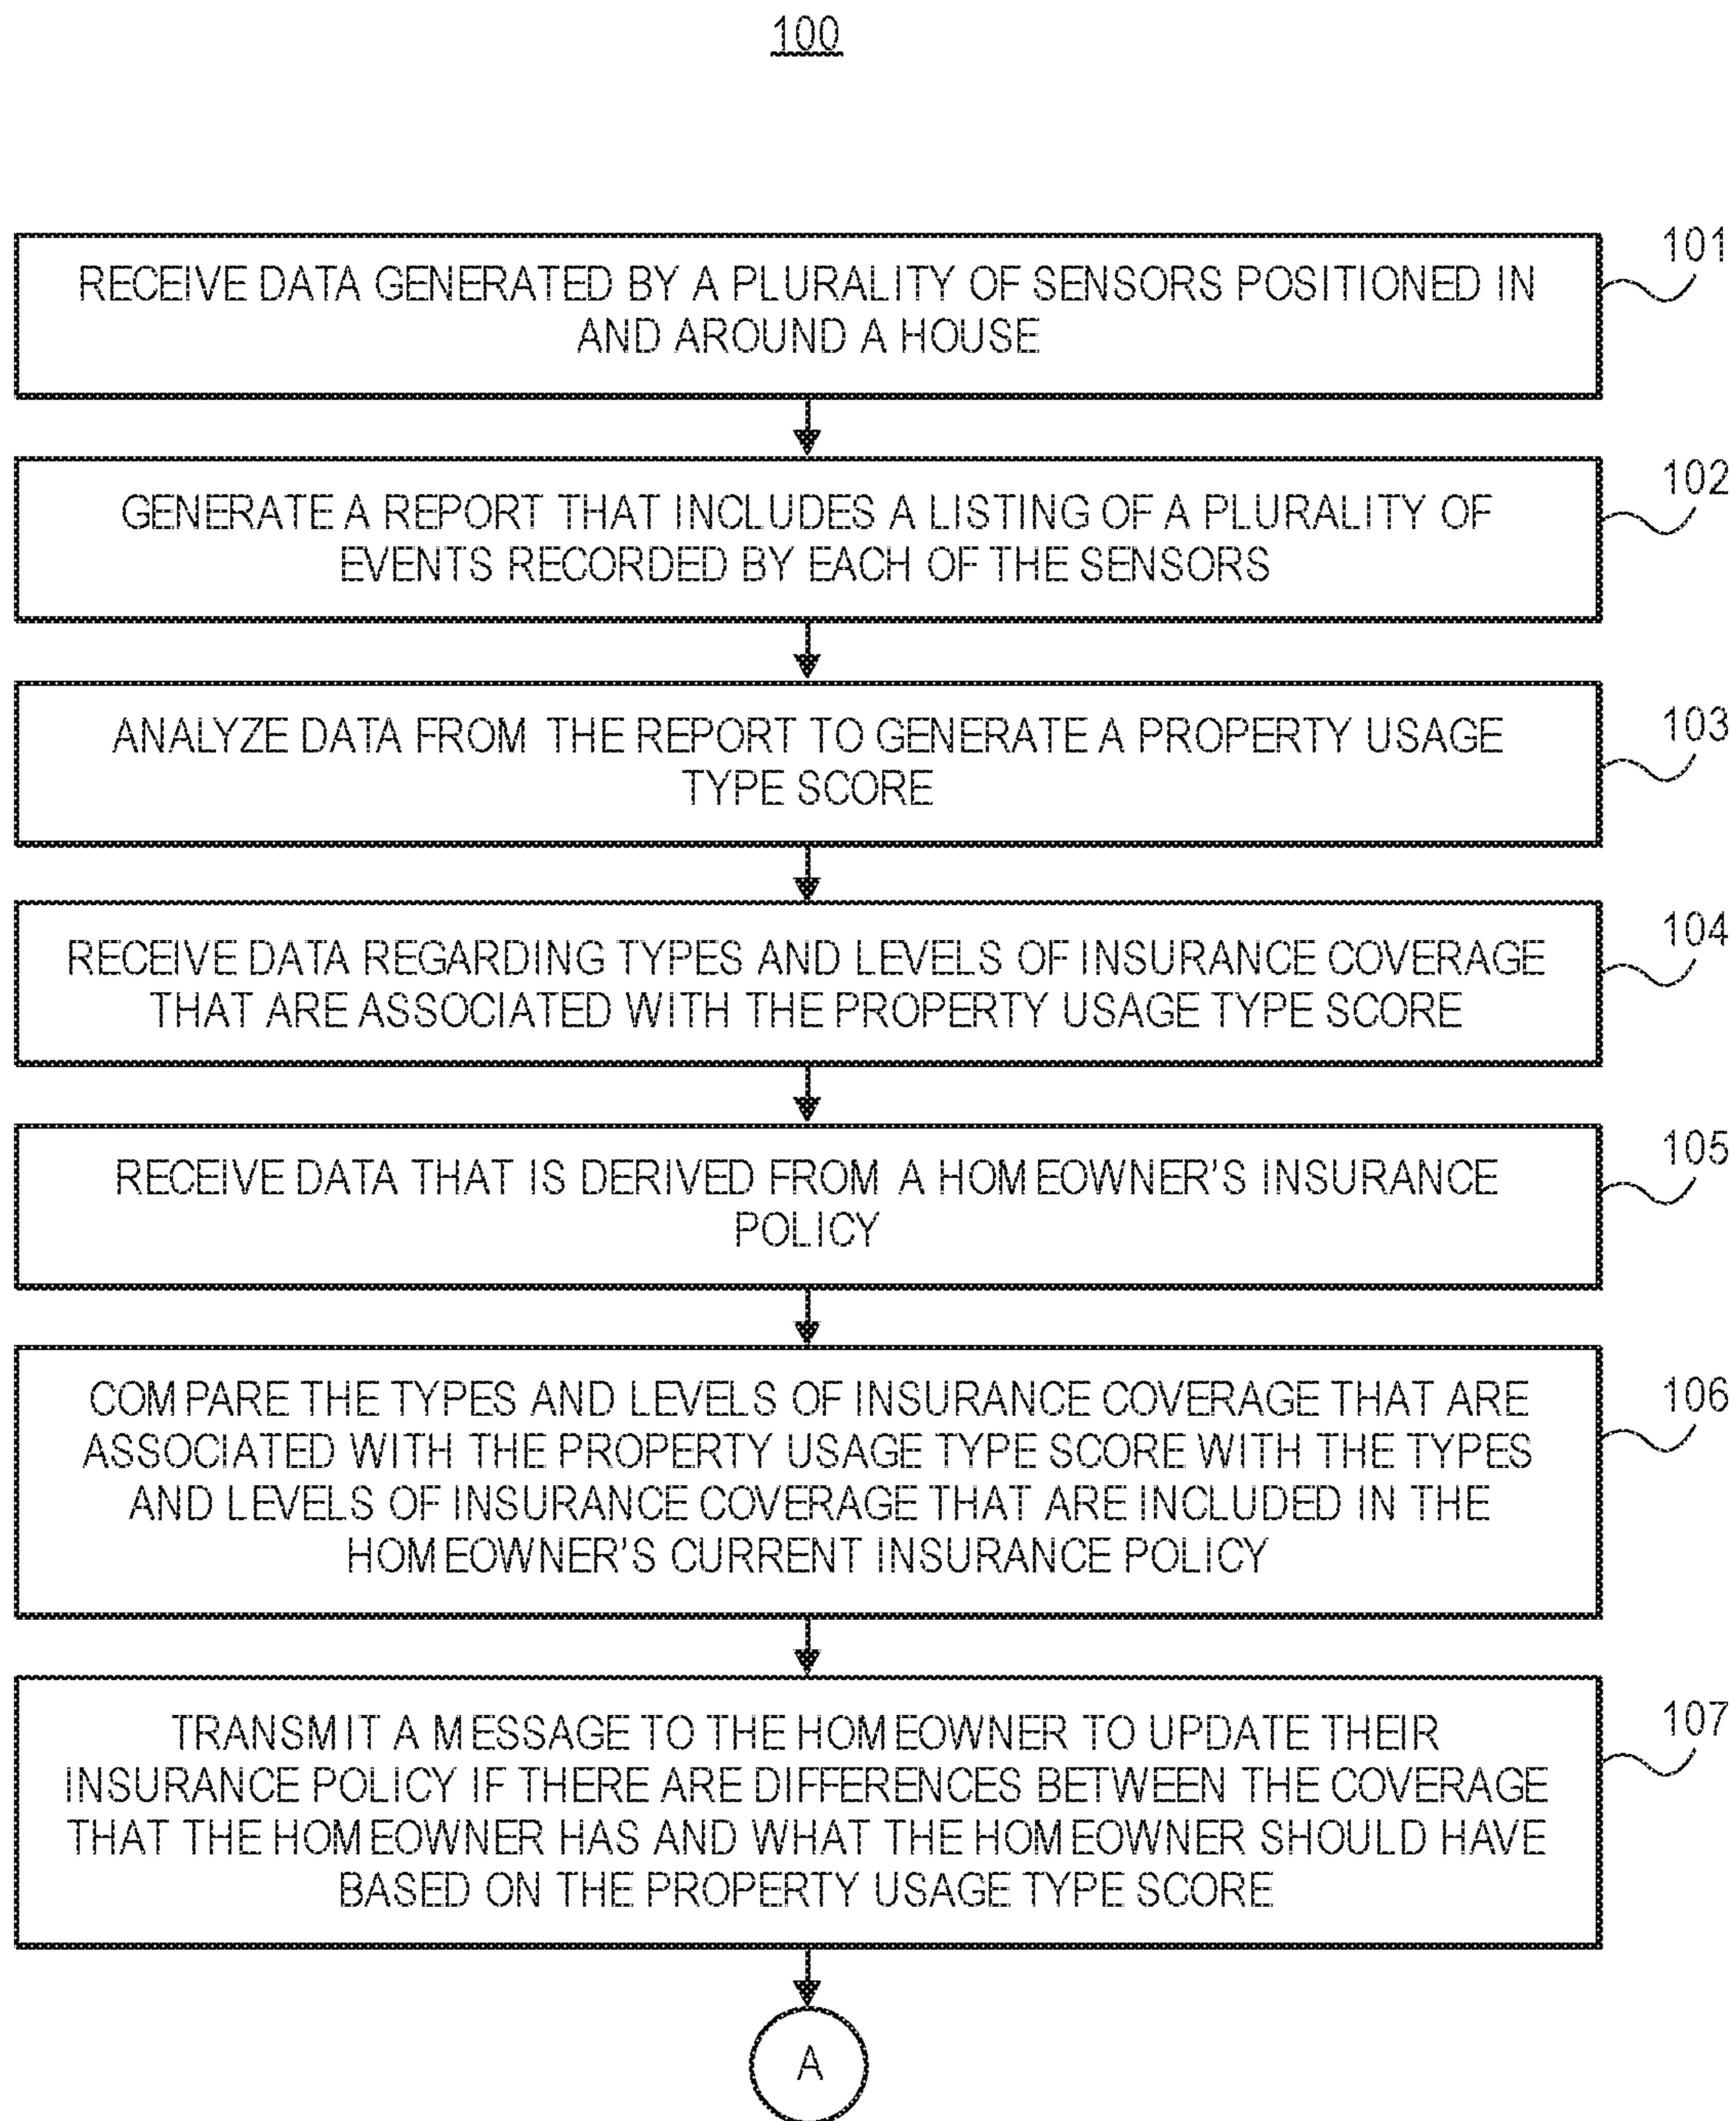 100
RECEIVE DATA GENERATED BY A PLURALITY OF SENSORS POSITIONED IN
AND AROUND A HOUSE
101
GENERATE A REPORT THAT INCLUDES A LISTING OF A PLURALITY OF
EVENTS RECORDED BY EACH OF THE SENSORS
102
ANALYZE DATA FROM THE REPORT TO GENERATE A PROPERTY USAGE
TYPE SCORE
103
RECEIVE DATA REGARDING TYPES AND LEVELS OF INSURANCE COVERAGE
THAT ARE ASSOCIATED WITH THE PROPERTY USAGE TYPE SCORE
104
RECEIVE DATA THAT IS DERIVED FROM A HOMEOWNER'S INSURANCE
POLICY
105
COMPARE THE TYPES AND LEVELS OF INSURANCE COVERAGE THAT ARE
ASSOCIATED WITH THE PROPERTY USAGE TYPE SCORE WITH THE TYPES
AND LEVELS OF INSURANCE COVERAGE THAT ARE INCLUDED IN THE
HOMEOWNER'S CURRENT INSURANCE POLICY
106
TRANSMIT A MESSAGE TO THE HOMEOWNER TO UPDATE THEIR
INSURANCE POLICY IF THERE ARE DIFFERENCES BETWEEN THE COVERAGE
THAT THE HOMEOWNER HAS AND WHAT THE HOMEOWNER SHOULD HAVE
BASED ON THE PROPERTY USAGE TYPE SCORE
107
A